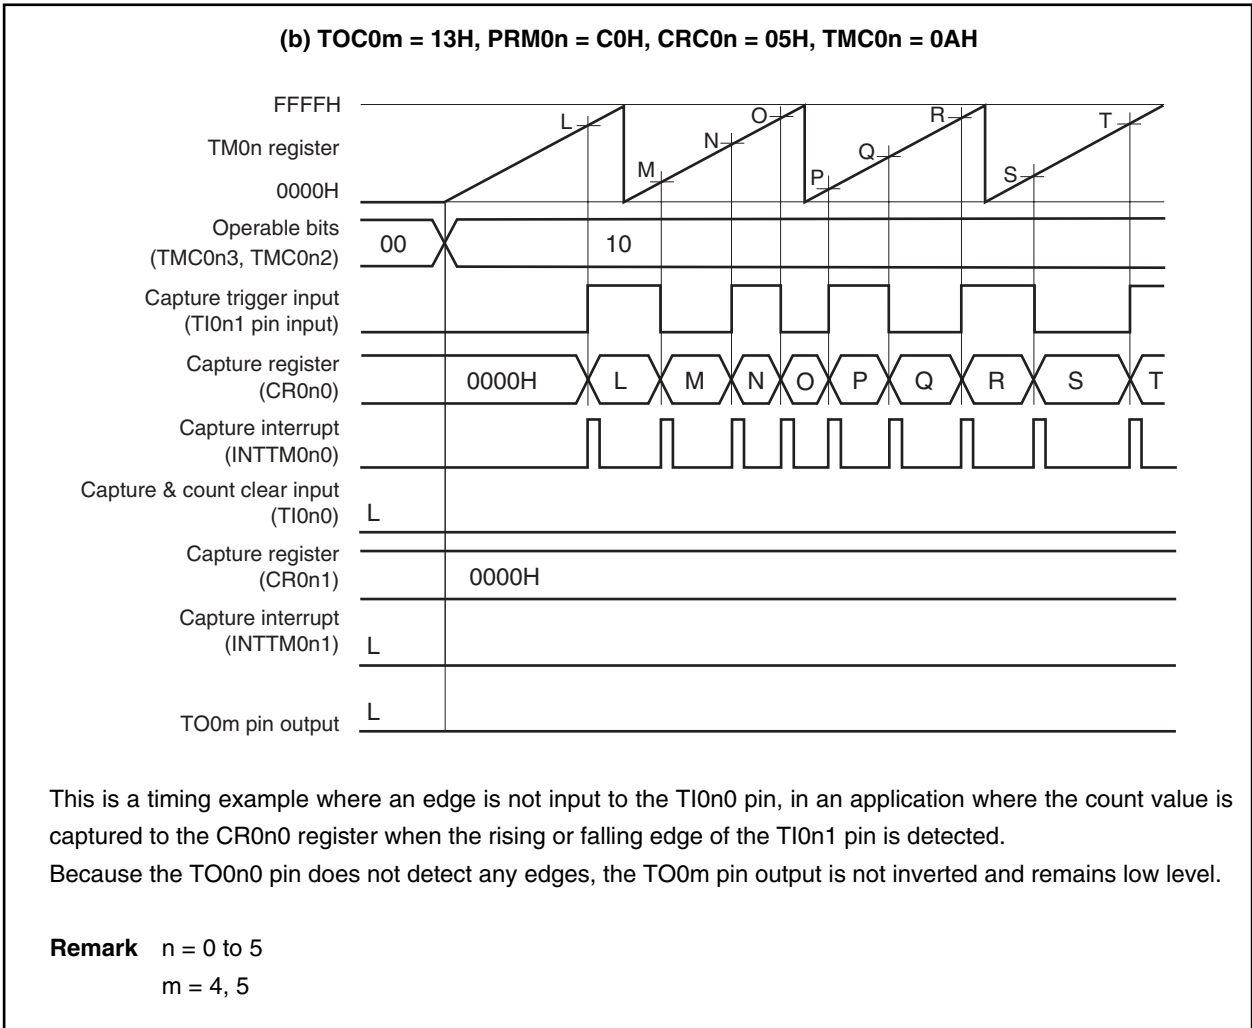 (b) TOC0m = 13H, PRM0n = C0H, CRC0n = 05H, TMC0n = 0AH
FFFFH
TM0n register
0000H
L
M
N
O
P
Q
R
S
T
Operable bits
(TMC0n3, TMC0n2)
00
10
Capture trigger input
(TI0n1 pin input)
Capture register
(CR0n0)
0000H
L
M
N
O
P
Q
R
S
T
Capture interrupt
(INTTM0n0)
Capture & count clear input
(TI0n0)
L
Capture register
(CR0n1)
0000H
Capture interrupt
(INTTM0n1)
L
TO0m pin output
L
This is a timing example where an edge is not input to the TI0n0 pin, in an application where the count value is
captured to the CR0n0 register when the rising or falling edge of the TI0n1 pin is detected.
Because the TO0n0 pin does not detect any edges, the TO0m pin output is not inverted and remains low level.
Remark n = 0 to 5
m = 4, 5